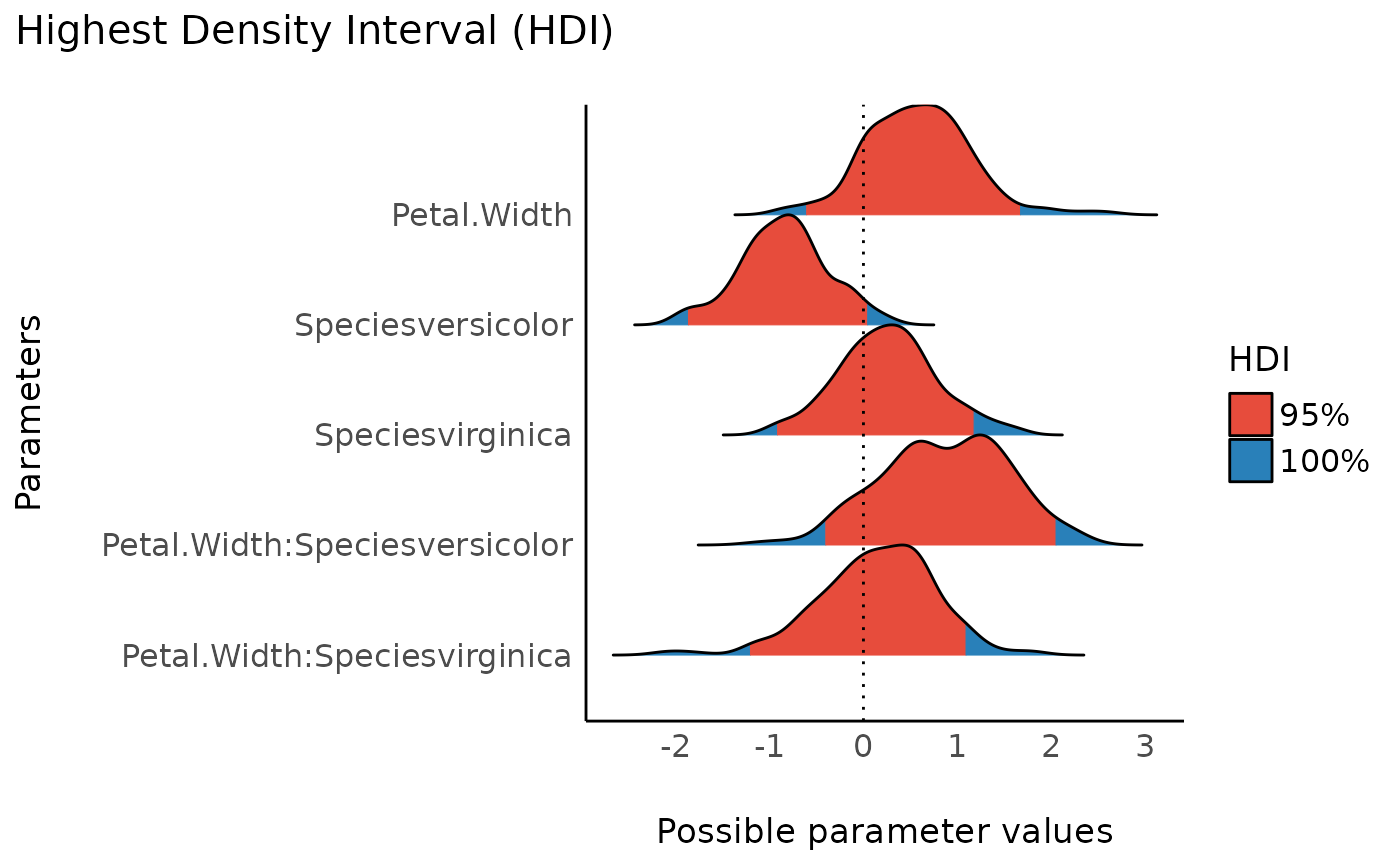 Highest Density Interval (HDI)
Parameters
Petal.Width
Speciesversicolor
Speciesvirginica
Petal.Width:Speciesversicolor
Petal.Width:Speciesvirginica
-2 -1 0 1 2 3
Possible parameter values
HDI
95%
100%